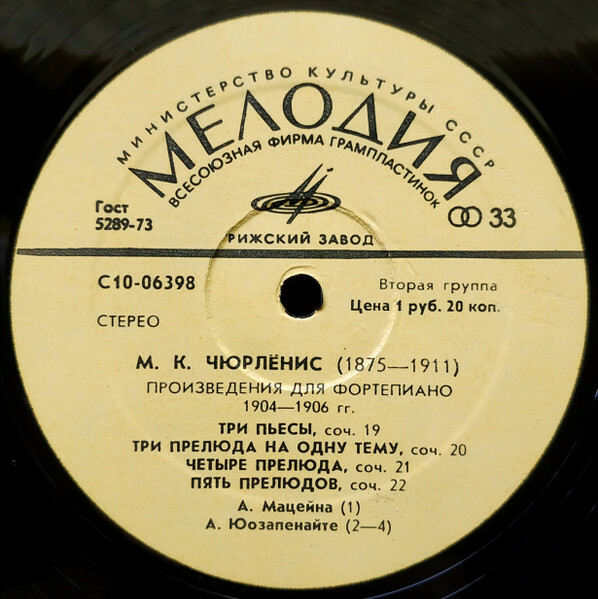 МИНИСТЕРСТВО КУЛЬТУРЫ СССР
МЕЛОДИЯ
ВСЕСОЮЗНАЯ ФИРМА ГРАМПЛАСТИНОК
Гост
5289-73
33
РИЖСКИЙ ЗАВОД
С10-06398
Вторая группа
Цена 1 руб. 20 коп.
СТЕРЕО
М. К. ЧЮРЛЁНИС (1875—1911)
ПРОИЗВЕДЕНИЯ ДЛЯ ФОРТЕПИАНО
1904—1906 гг.
ТРИ ПЬЕСЫ, соч. 19
ТРИ ПРЕЛЮДА НА ОДНУ ТЕМУ, соч. 20
ЧЕТЫРЕ ПРЕЛЮДА, соч. 21
ПЯТЬ ПРЕЛЮДОВ, соч. 22
А. Мацейна (1)
А. Юозапенайте (2—4)